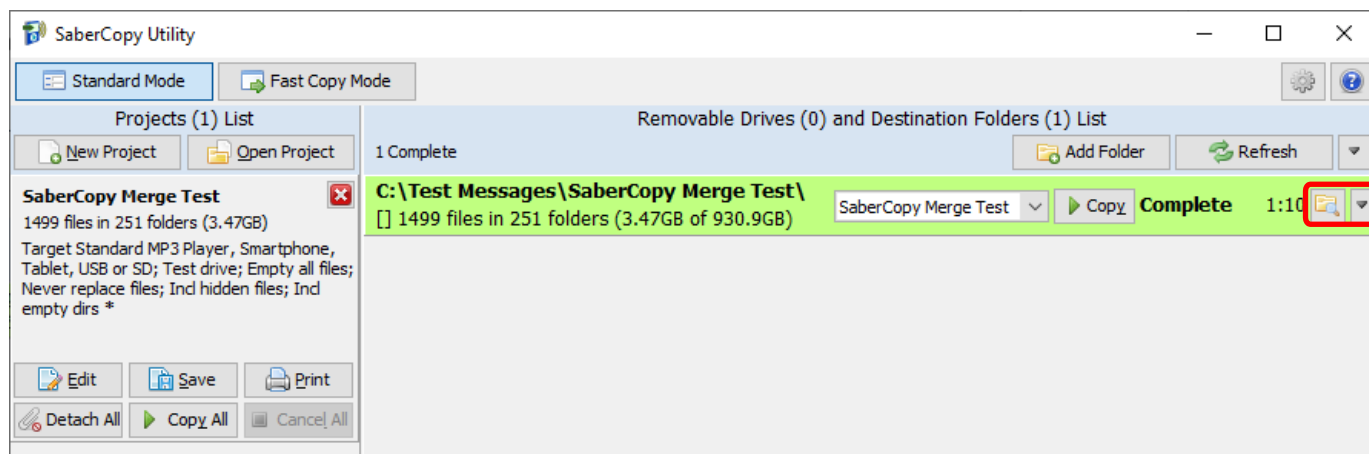 SaberCopy Utility
Standard Mode
Fast Copy Mode
Projects (1) List
Removable Drives (0) and Destination Folders (1) List
New Project
Open Project
1 Complete
Add Folder
Refresh
SaberCopy Merge Test
1499 files in 251 folders (3.47GB)
Target Standard MP3 Player, Smartphone,
Tablet, USB or SD; Test drive; Empty all files;
Never replace files; Incl hidden files; Incl
empty dirs *
C:\Test Messages\SaberCopy Merge Test\
[] 1499 files in 251 folders (3.47GB of 930.9GB)
SaberCopy Merge Test
Copy
Complete
1:10
Edit
Save
Print
Detach All
Copy All
Cancel All